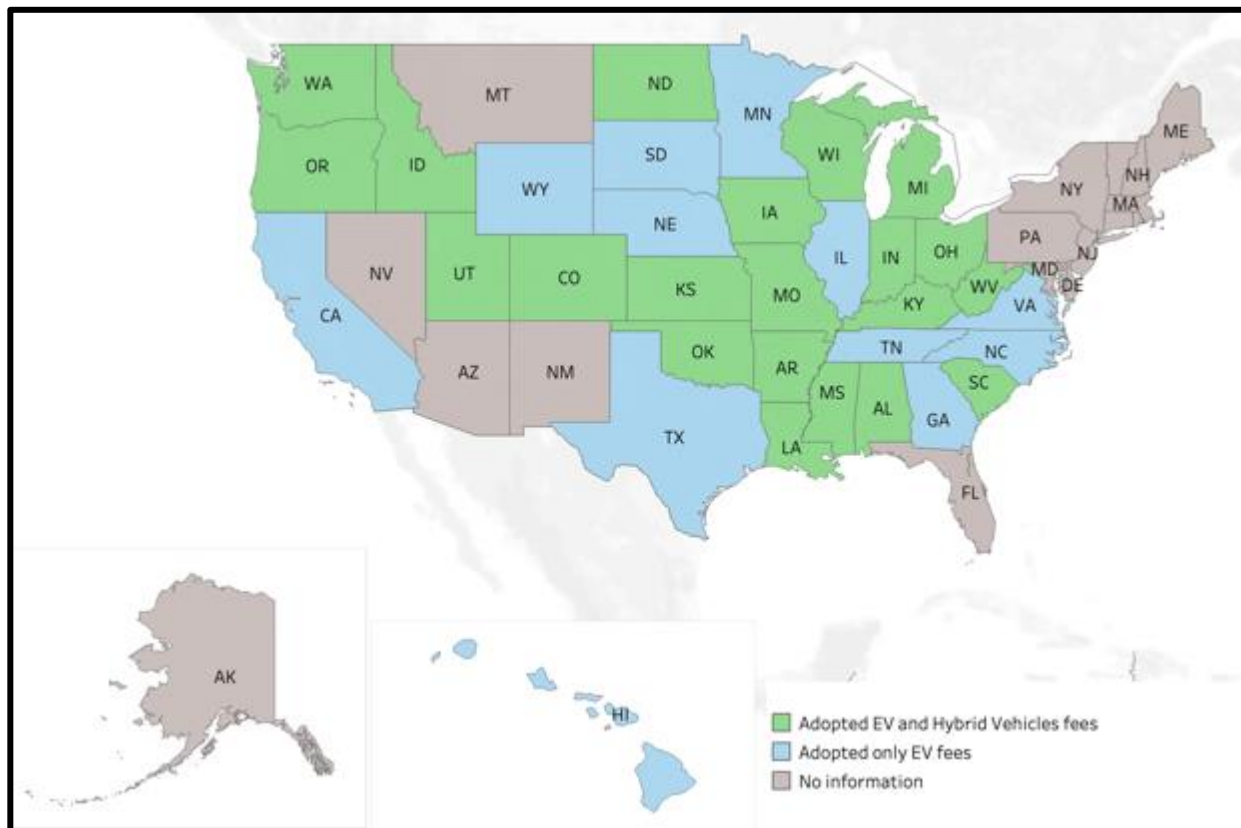 WA
MT
ND
MN
ME
OR
ID
SD
WI
NH
WY
MI
NY
MA
IA
NE
PA
IL
IN
OH
NJ
NV
UT
CO
MD
DE
KS
MO
WV
VA
CA
KY
TN
NC
OK
AZ
NM
AR
SC
MS
AL
GA
TX
LA
FL
AK
HI
Adopted EV and Hybrid Vehicles fees
Adopted only EV fees
No information